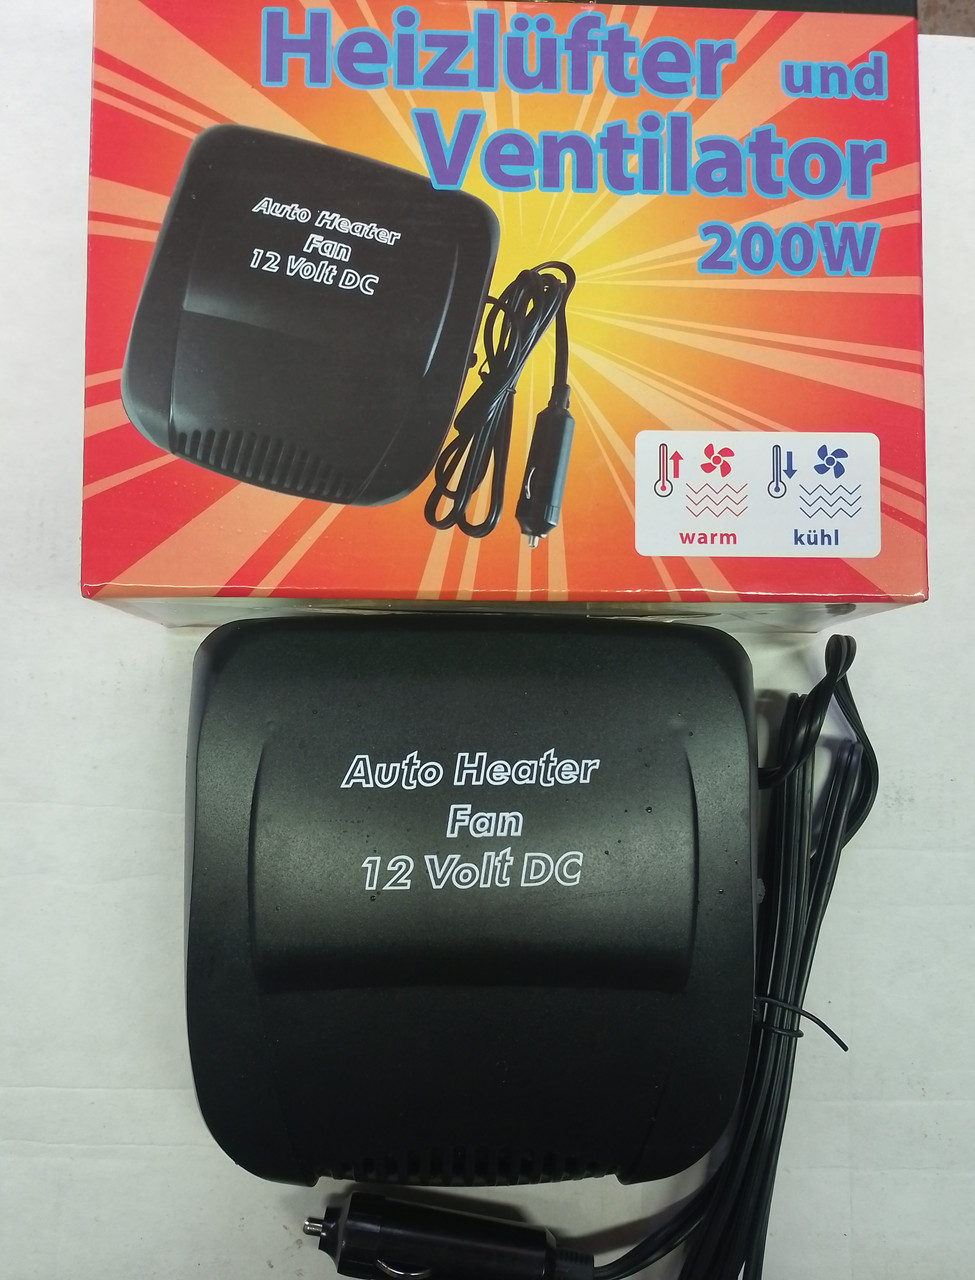 Heizlüfter und
Ventilator
200W
Auto Heater
Fan
12 Volt DC
warm
kühl
Auto Heater
Fan
12 Volt DC